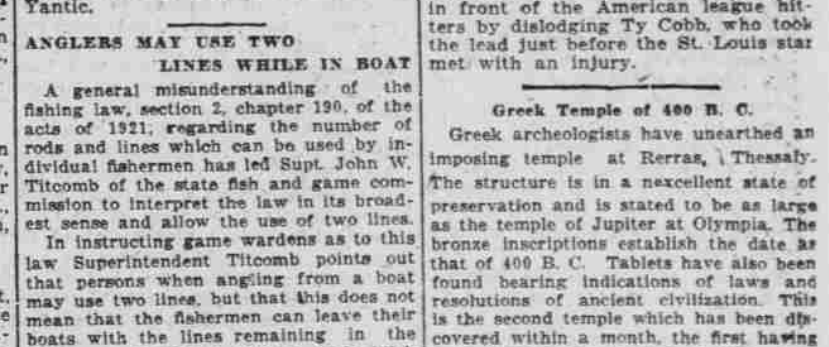 Yantic.
ANGLERS MAY USE TWO
LINES WHILE IN BOAT
A general misunderstanding of the
fishing law, section 2, chapter 190, of the
acts of 1921, regarding the number of
rods and lines which can be used by in-
dividual fishermen has led Supt. John W.
Titcomb of the state fish and game com-
mission to interpret the law in its broad-
est sense and allow the use of two lines.
In instructing game wardens as to this
law Superintendent Titcomb points out
that persons when angling from a boat
may use two lines, but that this does not
mean that the fishermen can leave their
boats with the lines remaining in the
in front of the American league hit-
ters by dislodging Ty Cobb, who took
the lead just before the St. Louis star
met with an injury.
Greek Temple of 400 B. C.
Greek archeologists have unearthed an
imposing temple at Rerras, Thessafy.
The structure is in a nexcellent state of
preservation and is stated to be as large
as the temple of Jupiter at Olympia. The
bronze inscriptions establish the date as
that of 400 B. C. Tablets have also been
found bearing indications of laws and
resolutions of ancient civilization. This
is the second temple which has been dis-
covered within a month, the first having